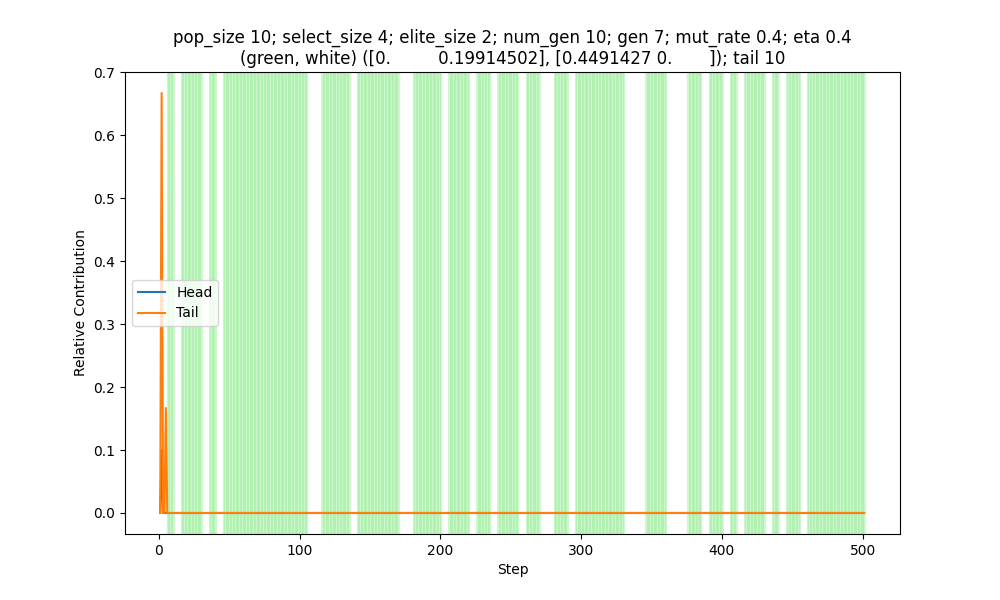 pop_size 10; select_size 4; elite_size 2; num_gen 10; gen 7; mut_rate 0.4; eta 0.4
(green, white) ([0.         0.19914502], [0.4491427 0.       ]); tail 10
0.7
0.6
0.5
0.4
0.3
0.2
0.1
0.0
Relative Contribution
Head
Tail
0
100
200
300
400
500
Step